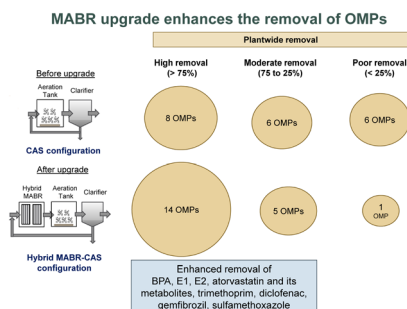 MABR upgrade enhances the removal of OMPs
Plantwide removal
High removal
(> 75%)
Moderate removal
(75 to 25%)
Poor removal
(< 25%)
Before upgrade
Aeration
Tank
Clarifier
CAS configuration
8 OMPs
6 OMPs
6 OMPs
After upgrade
Hybrid
MABR
Aeration
Tank
Clarifier
Hybrid MABR-CAS
configuration
14 OMPs
5 OMPs
1
OMP
Enhanced removal of
BPA, E1, E2, atorvastatin and its
metabolites, trimethoprim, diclofenac,
gemfibrozil, sulfamethoxazole